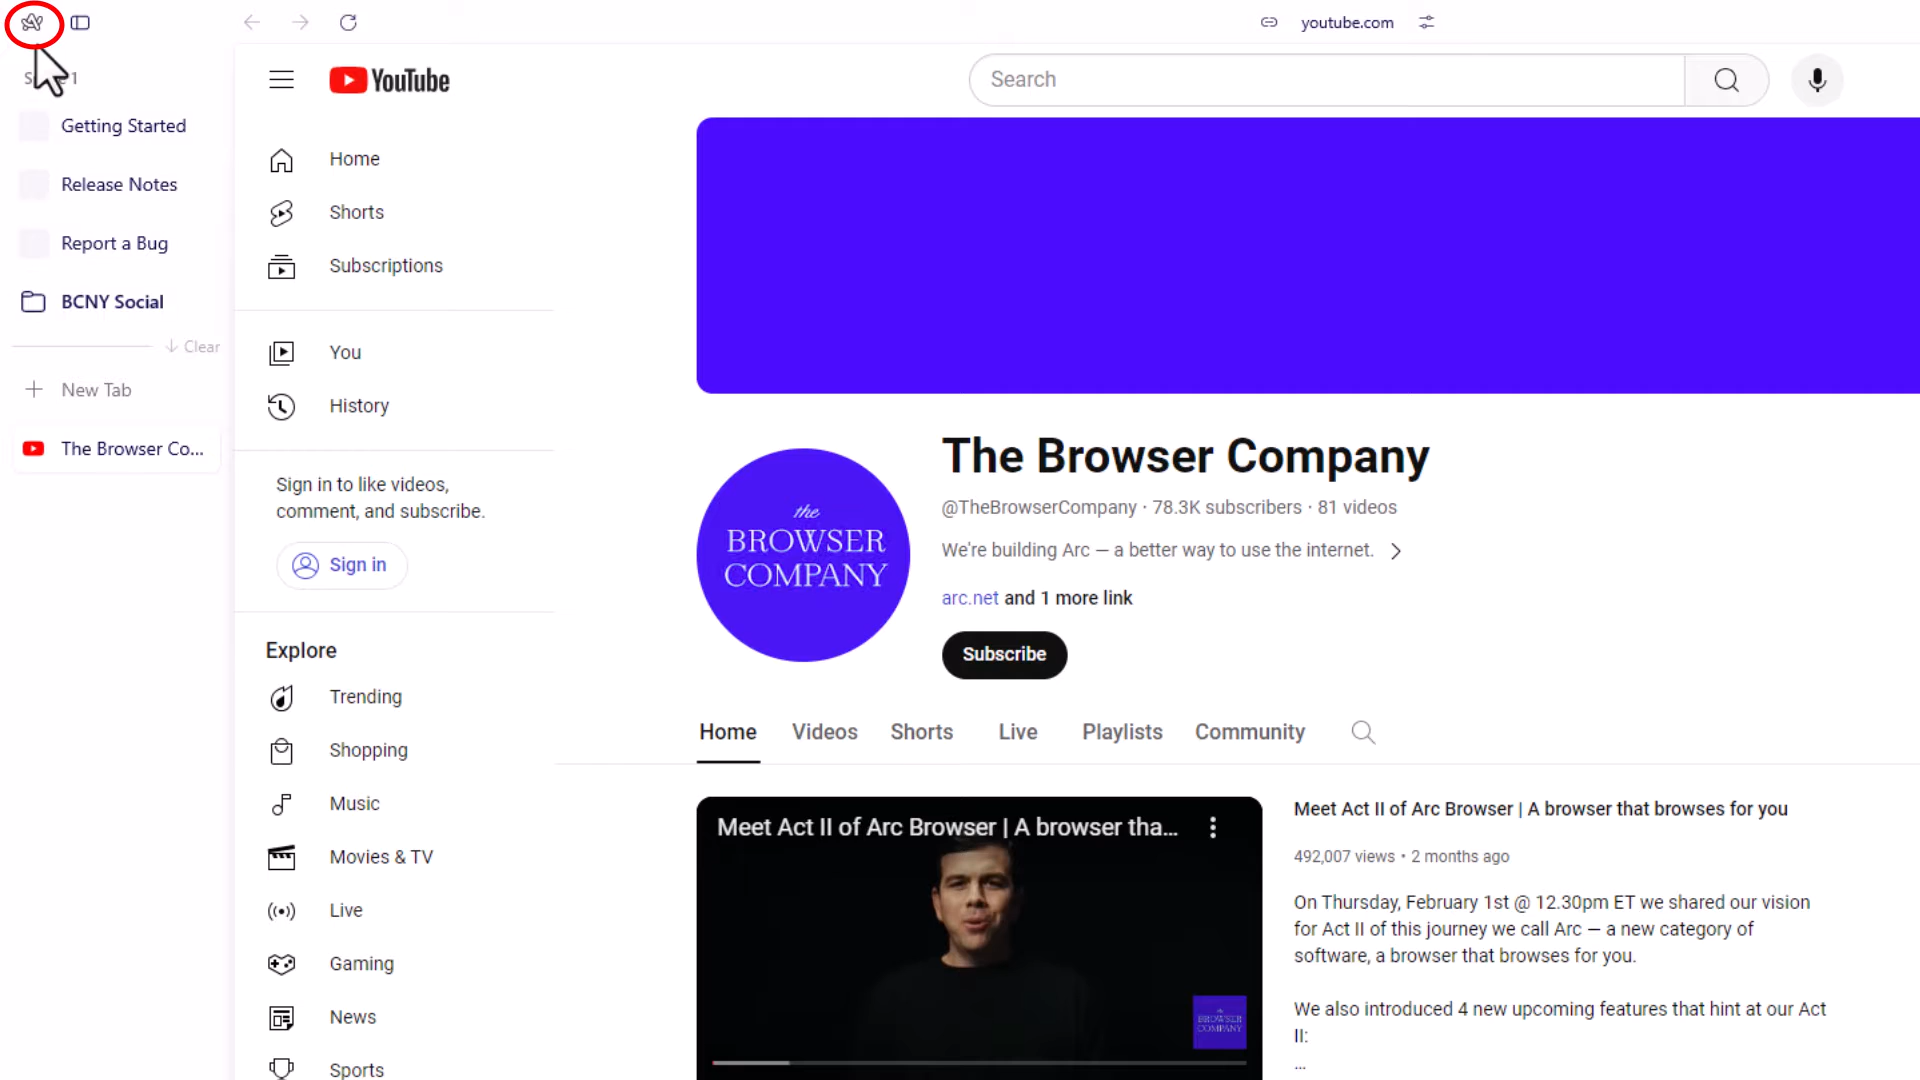 youtube.com
1
Getting Started
Release Notes
Report a Bug
BCNY Social
Clear
New Tab
The Browser Co...
YouTube
Search
Home
Shorts
Subscriptions
You
History
Sign in to like videos,
comment, and subscribe.
Sign in
Explore
Trending
Shopping
Music
Movies & TV
Live
Gaming
News
Sports
the
BROWSER
COMPANY
The Browser Company
@TheBrowserCompany · 78.3K subscribers · 81 videos
We're building Arc — a better way to use the internet.
arc.net and 1 more link
Subscribe
Home Videos Shorts Live Playlists Community
Meet Act II of Arc Browser | A browser tha...
the
BROWSER
COMPANY
Meet Act II of Arc Browser | A browser that browses for you
492,007 views • 2 months ago
On Thursday, February 1st @ 12.30pm ET we shared our vision
for Act II of this journey we call Arc — a new category of
software, a browser that browses for you.
We also introduced 4 new upcoming features that hint at our Act
II:
...